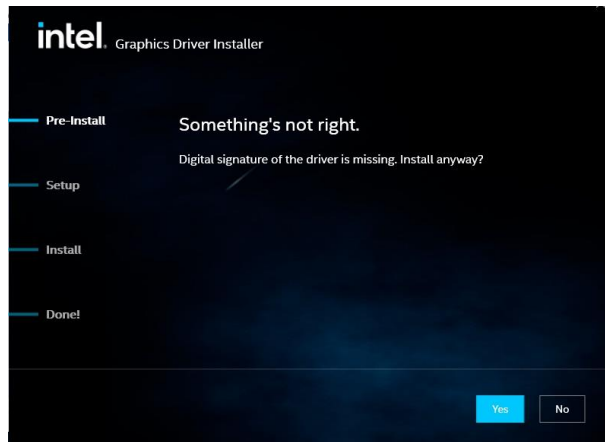 intel. Graphics Driver Installer
Pre-Install
Something's not right.
Digital signature of the driver is missing. Install anyway?
Setup
Install
Done!
Yes No